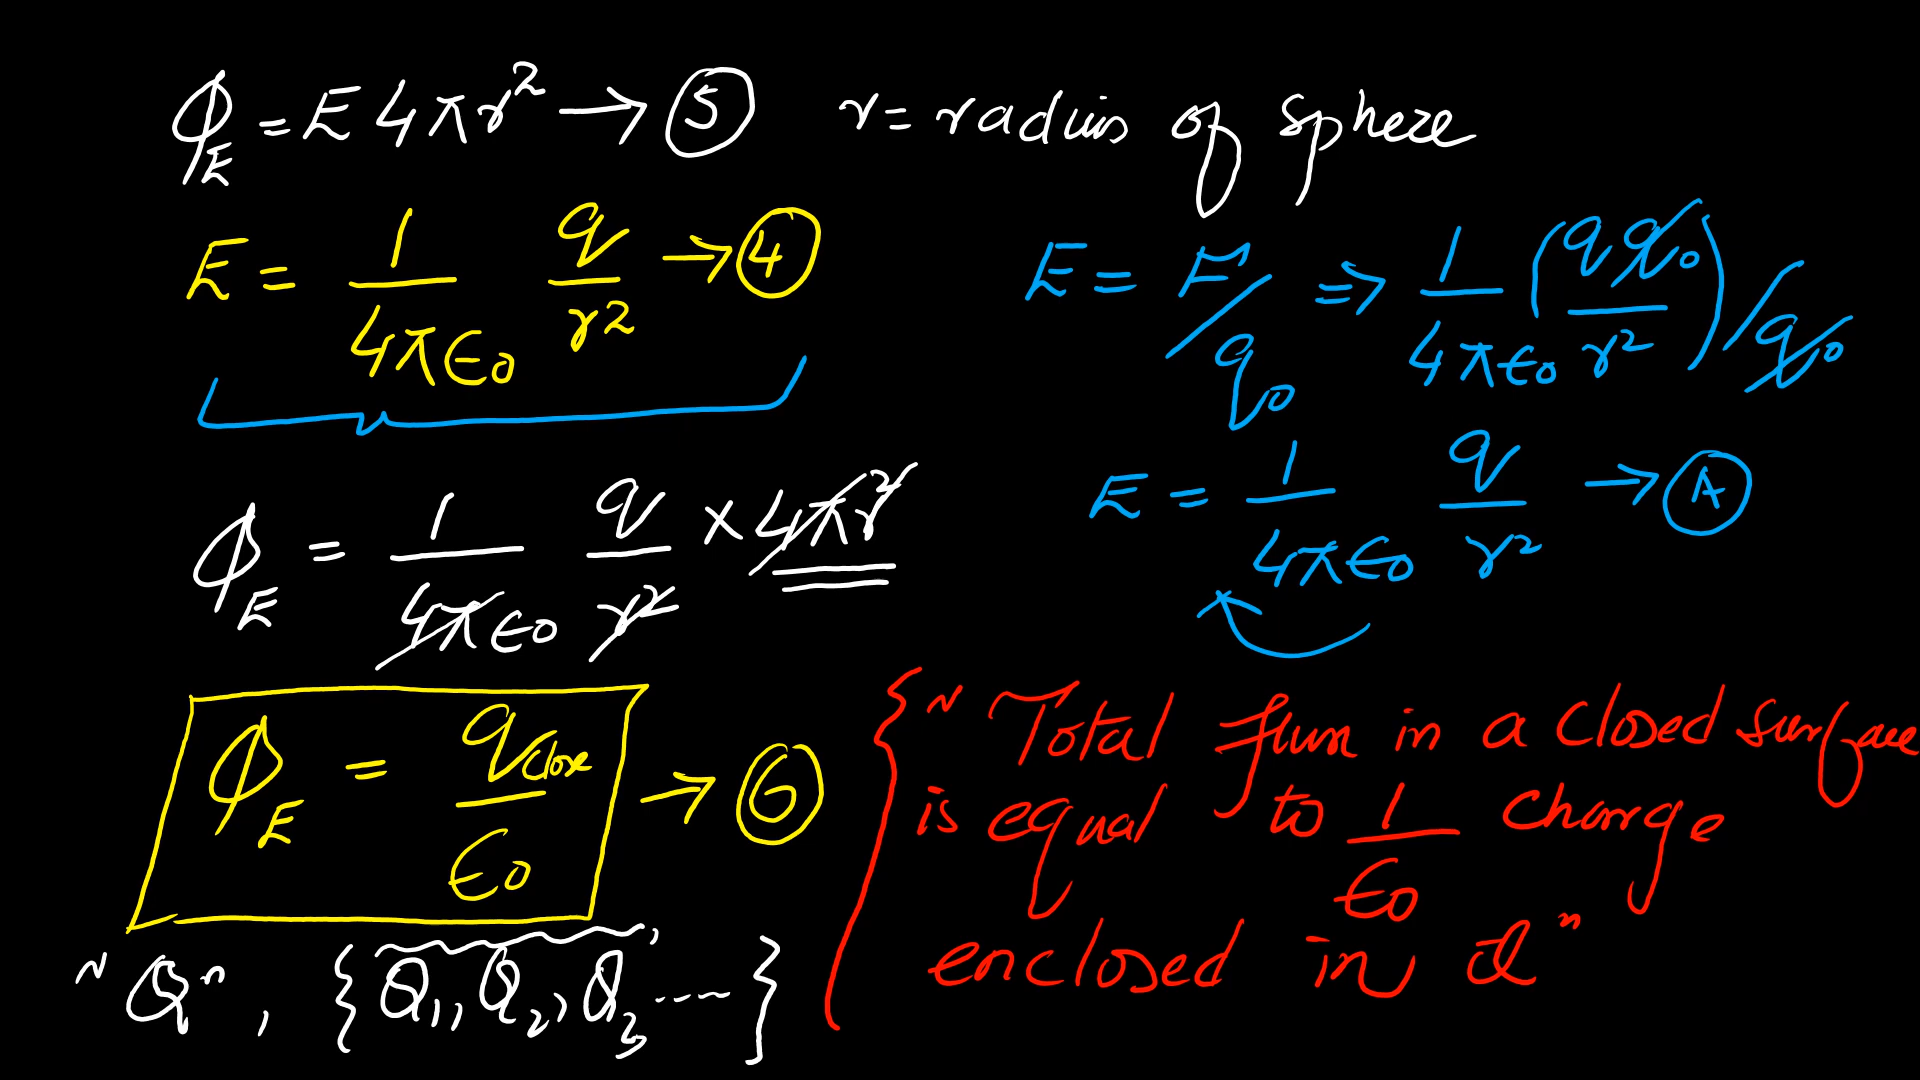 ϕ_E = E 4πr² → ⑤ r = radius of sphere
E = 1/4πϵ₀ q/r² → ④
E = F/q₀ ⇒ 1/4πϵ₀ (qq₀/r²)/q₀
E = 1/4πϵ₀ q/r² → Ⓐ
ϕ_E = 1/4πϵ₀ q/r² × 4πr²
ϕ_E = q_close/ϵ₀ → ⑥
{" Total flux in a closed surface
is equal to 1/ϵ₀ charge
enclosed in it "
"Q", {Q₁, Q₂, Q₃, ----}